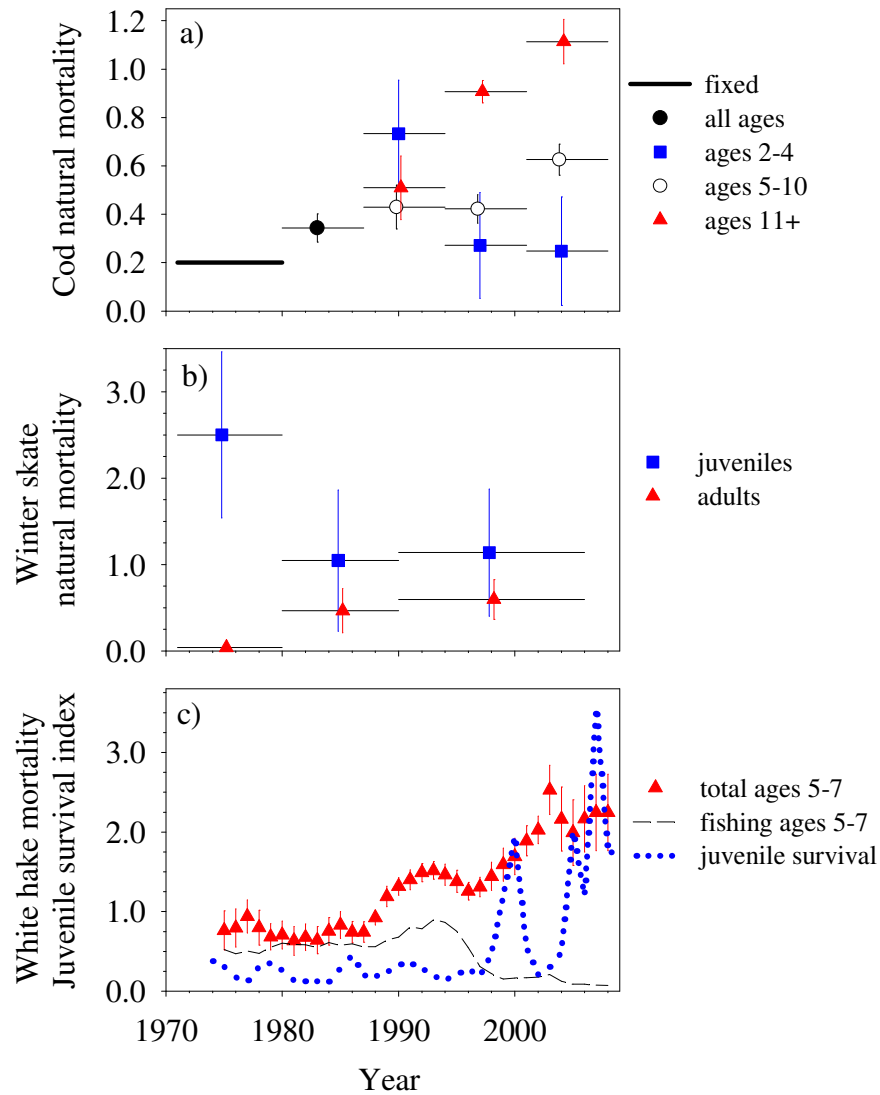 a)
Cod natural mortality
1.2
1.0
0.8
0.6
0.4
0.2
0.0
fixed
all ages
ages 2-4
ages 5-10
ages 11+
b)
Winter skate
natural mortality
3.0
2.0
1.0
0.0
juveniles
adults
c)
White hake mortality
Juvenile survival index
3.0
2.0
1.0
0.0
total ages 5-7
fishing ages 5-7
juvenile survival
1970 1980 1990 2000
Year